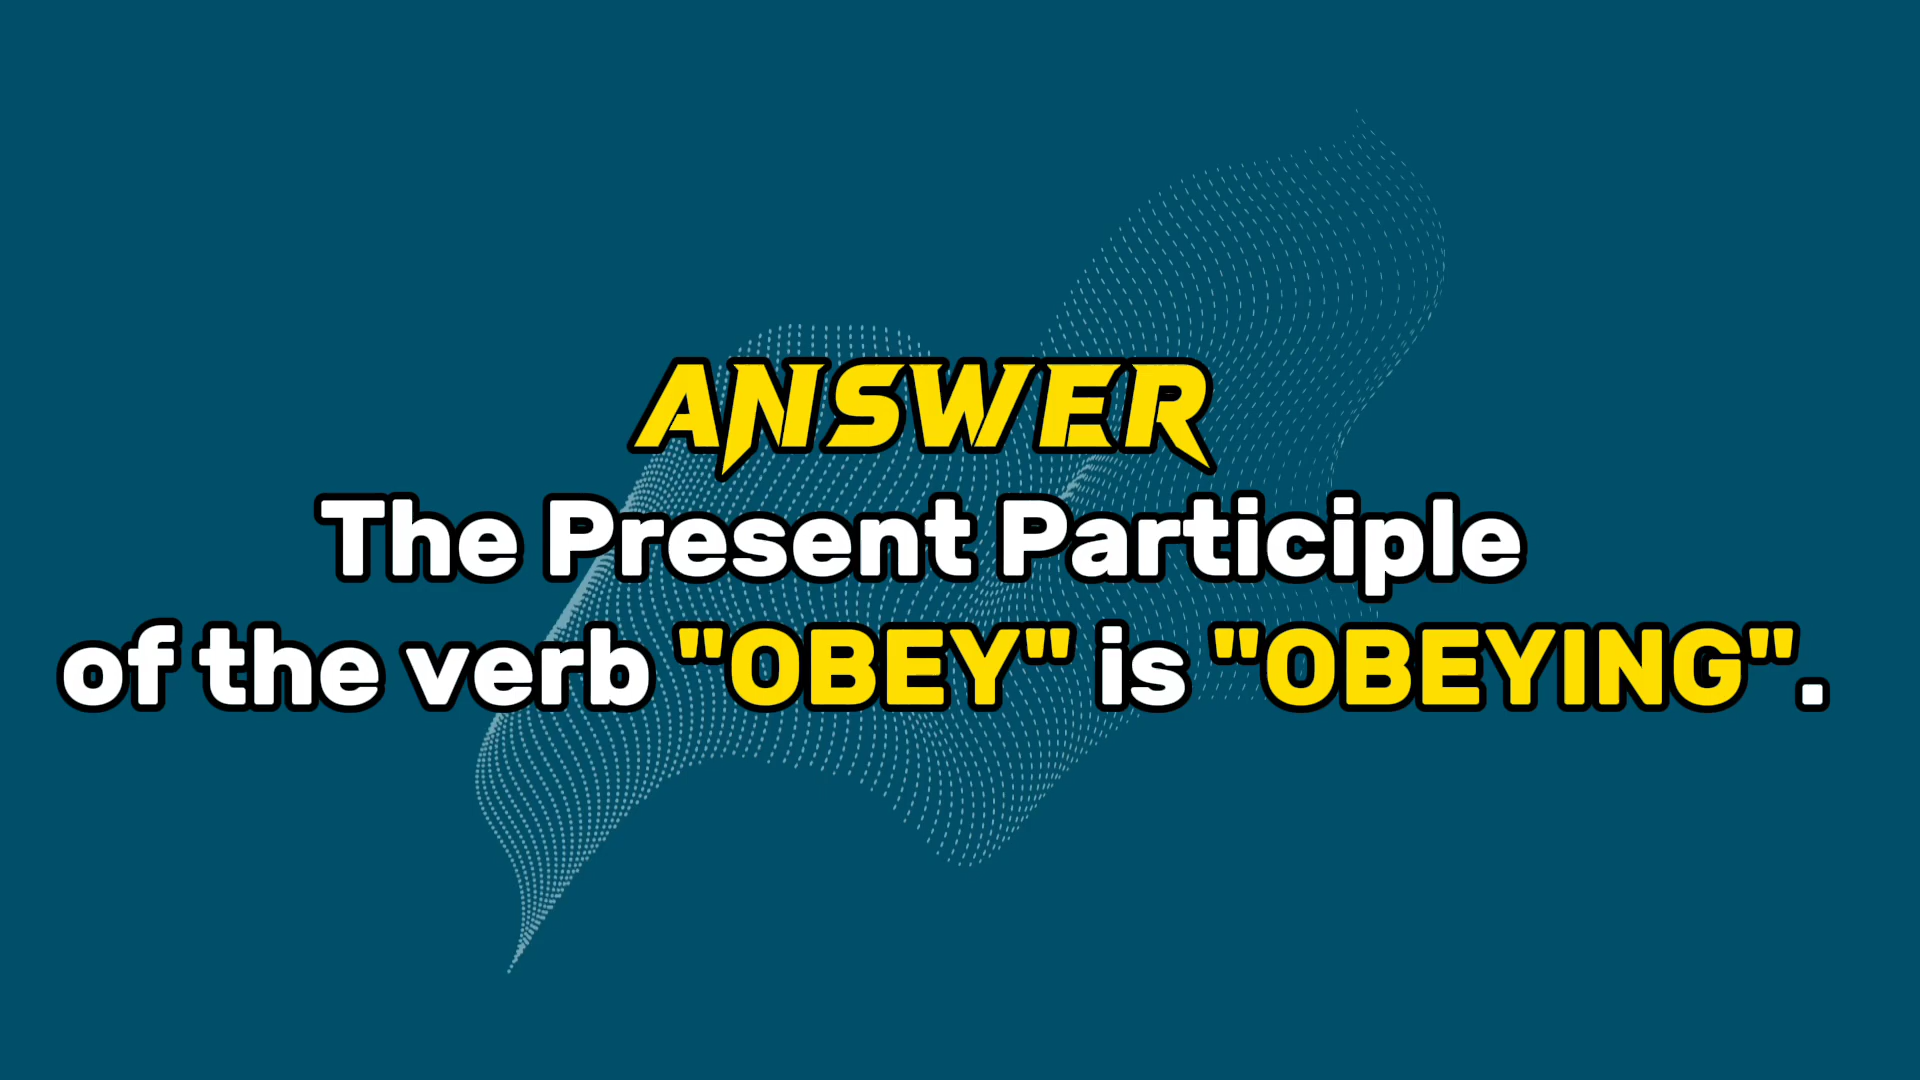 ANSWER
The Present Participle
of the verb "OBEY" is "OBEYING".